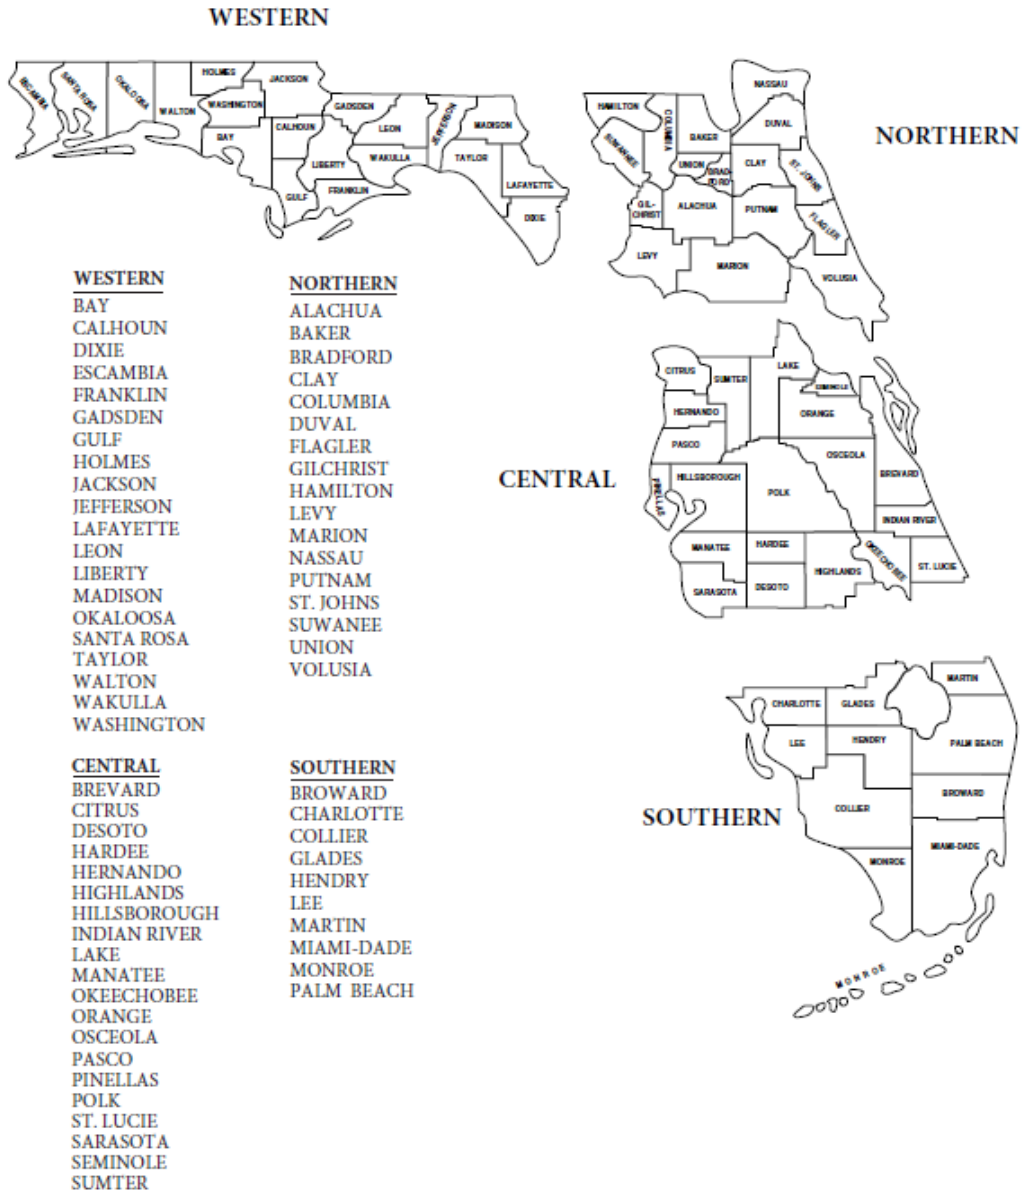 WESTERN
ESCAMBIA
SANTA ROSA
OKALOOSA
WALTON
HOLMES
WASHINGTON
BAY
JACKSON
CALHOUN
GULF
LIBERTY
GADSDEN
FRANKLIN
LEON
WAKULLA
JEFFERSON
MADISON
TAYLOR
LAFAYETTE
DIXIE
NORTHERN
HAMILTON
SUWANNEE
COLUMBIA
BAKER
NASSAU
DUVAL
UNION
BRAD-
FORD
CLAY
ST. JOHNS
GIL-
CHRIST
ALACHUA
PUTNAM
FLAGLER
LEVY
MARION
VOLUSIA
WESTERN
BAY
CALHOUN
DIXIE
ESCAMBIA
FRANKLIN
GADSDEN
GULF
HOLMES
JACKSON
JEFFERSON
LAFAYETTE
LEON
LIBERTY
MADISON
OKALOOSA
SANTA ROSA
TAYLOR
WALTON
WAKULLA
WASHINGTON
NORTHERN
ALACHUA
BAKER
BRADFORD
CLAY
COLUMBIA
DUVAL
FLAGLER
GILCHRIST
HAMILTON
LEVY
MARION
NASSAU
PUTNAM
ST. JOHNS
SUWANEE
UNION
VOLUSIA
CENTRAL
CITRUS
SUMTER
LAKE
SEMINOLE
HERNANDO
ORANGE
PASCO
OSCEOLA
BREVARD
PINELLAS
HILLSBOROUGH
POLK
INDIAN RIVER
MANATEE
HARDEE
HIGHLANDS
OKEECHOBEE
ST. LUCIE
SARASOTA
DESOTO
CENTRAL
BREVARD
CITRUS
DESOTO
HARDEE
HERNANDO
HIGHLANDS
HILLSBOROUGH
INDIAN RIVER
LAKE
MANATEE
OKEECHOBEE
ORANGE
OSCEOLA
PASCO
PINELLAS
POLK
ST. LUCIE
SARASOTA
SEMINOLE
SUMTER
SOUTHERN
BROWARD
CHARLOTTE
COLLIER
GLADES
HENDRY
LEE
MARTIN
MIAMI-DADE
MONROE
PALM BEACH
SOUTHERN
MARTIN
CHARLOTTE
GLADES
LEE
HENDRY
PALM BEACH
COLLIER
BROWARD
MIAMI-DADE
MONROE
MONROE